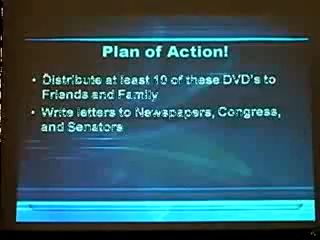 Plan of Action!
• Distribute at least 10 of these DVD's to
Friends and Family
• Write letters to Newspapers, Congress,
and Senators